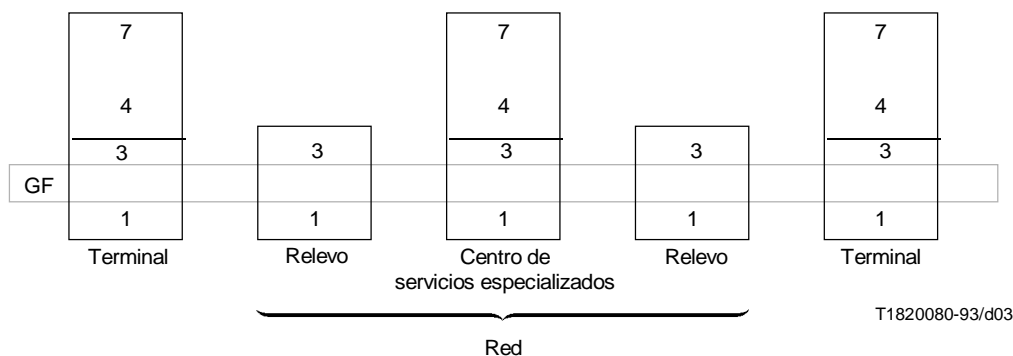 7 7 7
4 4 4
3 3 3 3 3
GF
1 1 1 1 1
Terminal Relevo Centro de Relevo Terminal
servicios especializados
T1820080-93/d03
Red